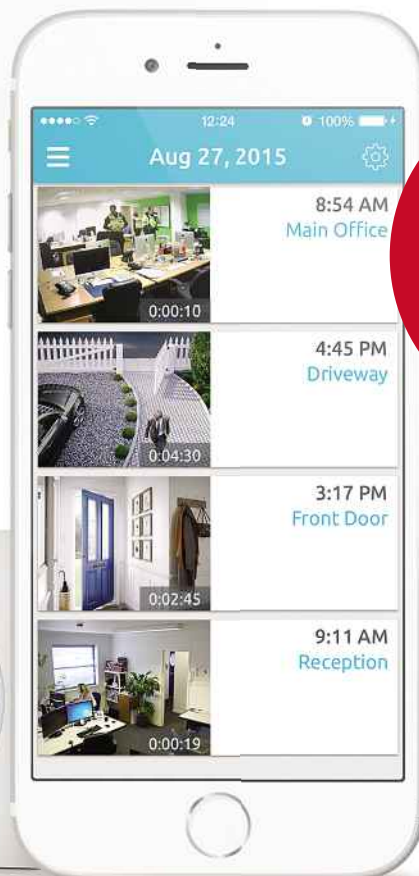 12:24
100%
Aug 27, 2015
8:54 AM
Main Office
0:00:10
4:45 PM
Driveway
0:04:30
3:17 PM
Front Door
0:02:45
9:11 AM
Reception
0:00:19